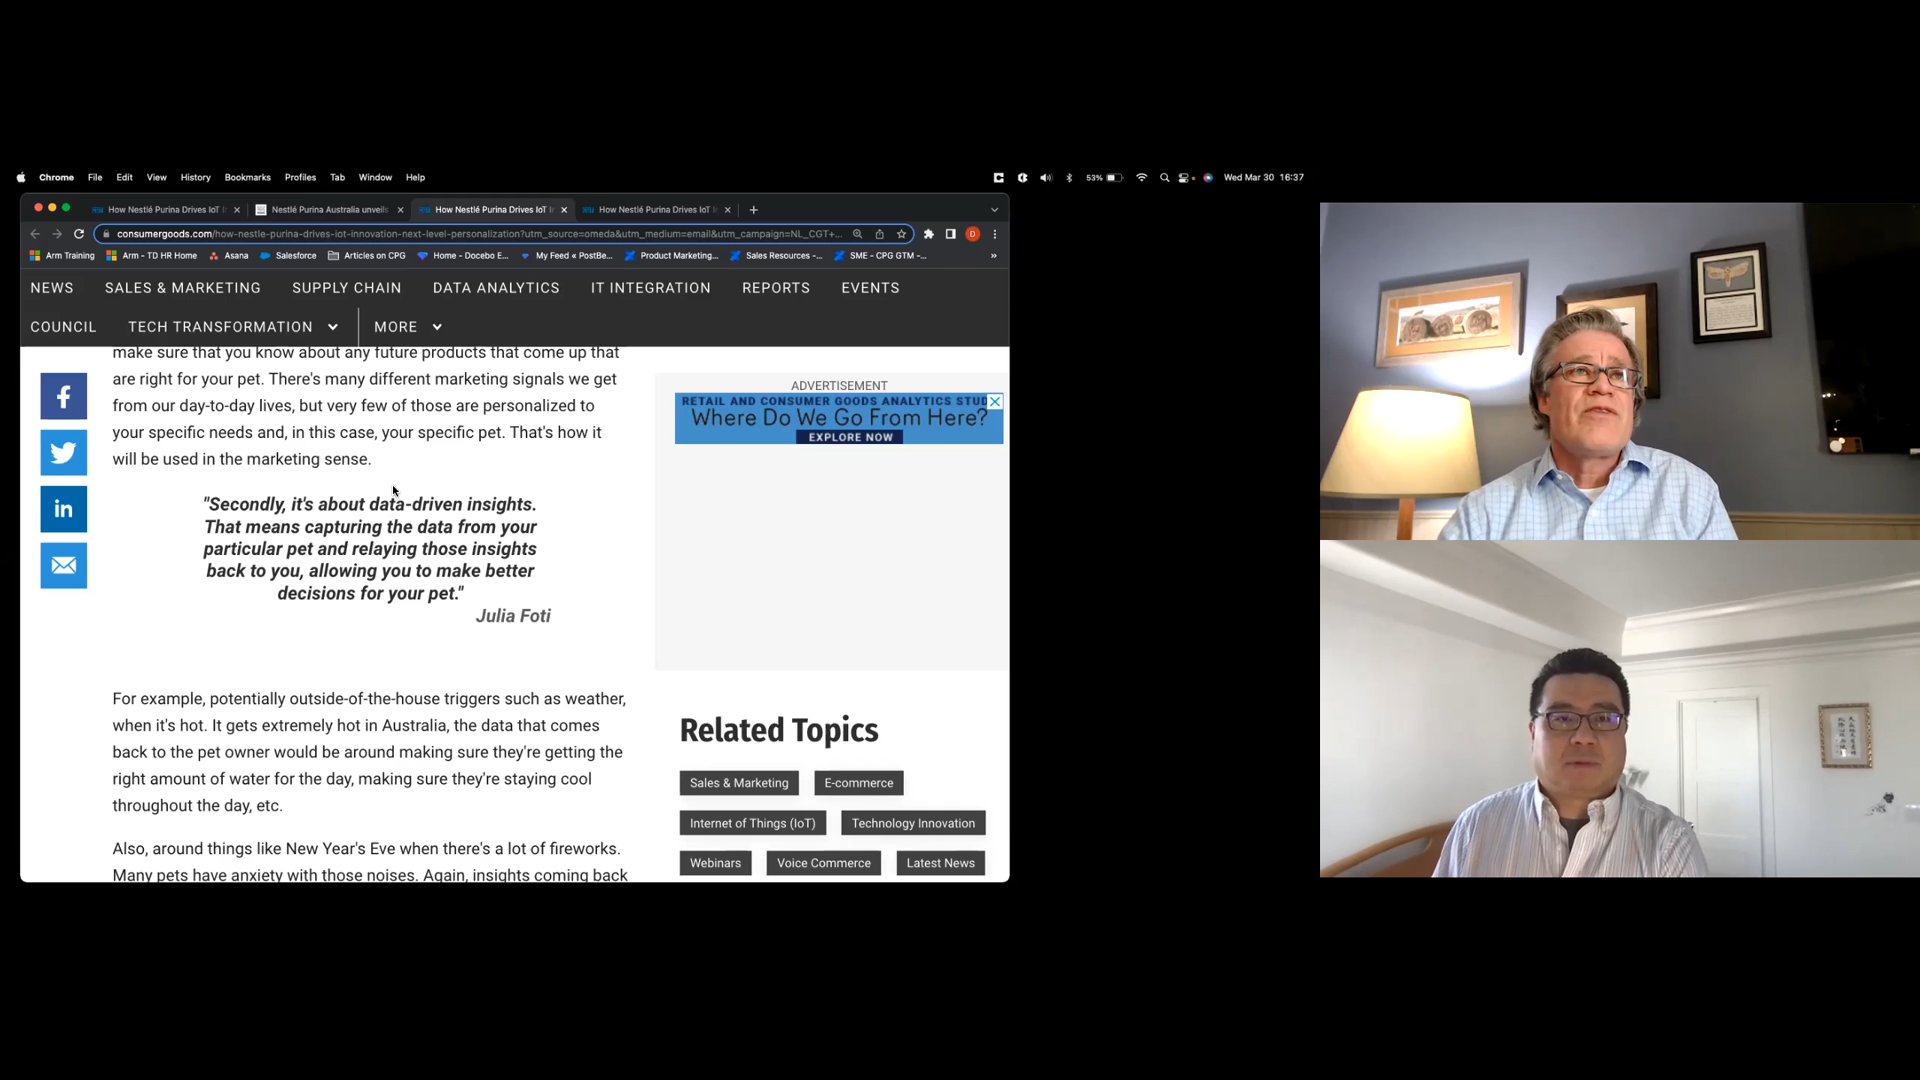 Chrome File Edit View History Bookmarks Profiles Tab Window Help
53% Wed Mar 30 16:37
How Nestlé Purina Drives IoT I
Nestlé Purina Australia unveils
How Nestlé Purina Drives IoT I
How Nestlé Purina Drives IoT I
consumergoods.com/how-nestle-purina-drives-iot-innovation-next-level-personalization?utm_source=omeda&utm_medium=email&utm_campaign=NL_CGT+...
D
Arm Training Arm - TD HR Home Asana Salesforce Articles on CPG Home - Docebo E... My Feed « PostBe... Product Marketing... Sales Resources -... SME - CPG GTM -... »
NEWS SALES & MARKETING SUPPLY CHAIN DATA ANALYTICS IT INTEGRATION REPORTS EVENTS
COUNCIL TECH TRANSFORMATION MORE
make sure that you know about any future products that come up that
are right for your pet. There's many different marketing signals we get
from our day-to-day lives, but very few of those are personalized to
your specific needs and, in this case, your specific pet. That's how it
will be used in the marketing sense.
"Secondly, it's about data-driven insights.
That means capturing the data from your
particular pet and relaying those insights
back to you, allowing you to make better
decisions for your pet."
Julia Foti
For example, potentially outside-of-the-house triggers such as weather,
when it's hot. It gets extremely hot in Australia, the data that comes
back to the pet owner would be around making sure they're getting the
right amount of water for the day, making sure they're staying cool
throughout the day, etc.
Also, around things like New Year's Eve when there's a lot of fireworks.
Many pets have anxiety with those noises. Again, insights coming back
ADVERTISEMENT
RETAIL AND CONSUMER GOODS ANALYTICS STUD
Where Do We Go From Here?
EXPLORE NOW
Related Topics
Sales & Marketing E-commerce
Internet of Things (IoT) Technology Innovation
Webinars Voice Commerce Latest News